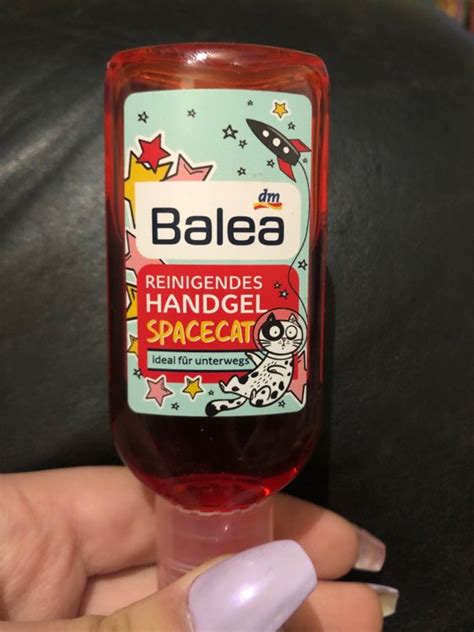 dm
Balea
REINIGENDES
HANDGEL
SPACECAT
ideal für unterwegs